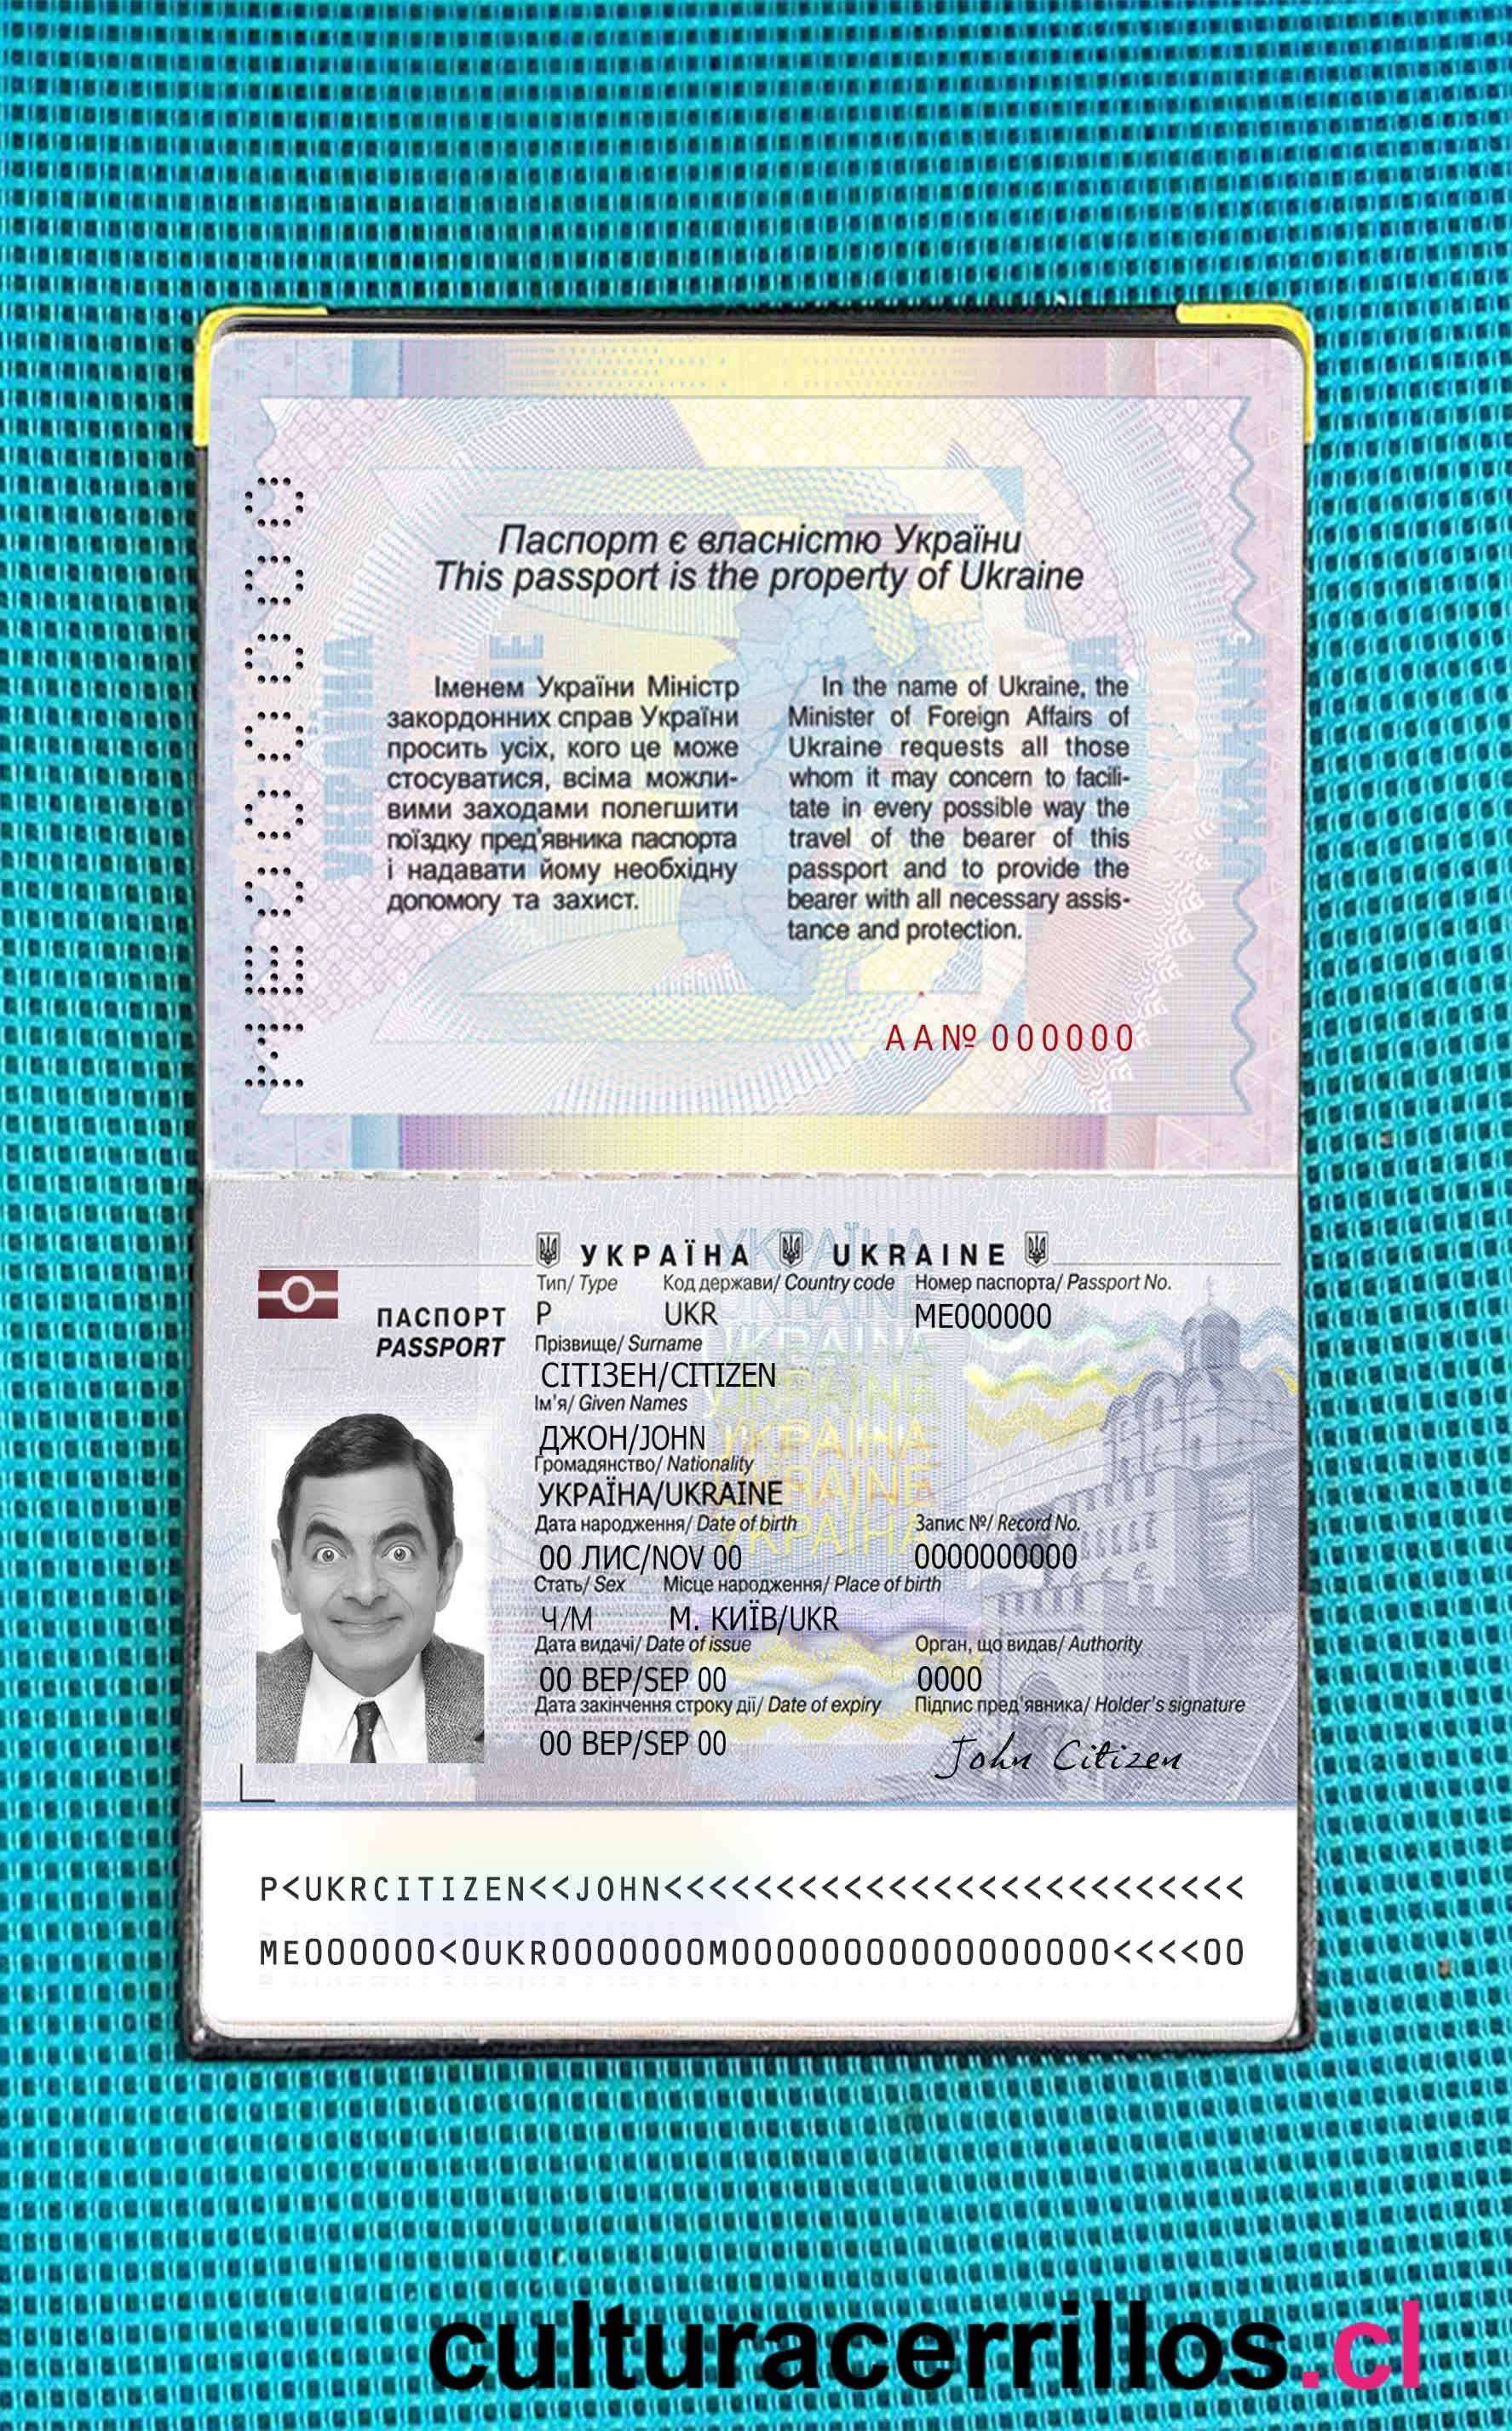 Паспорт є власністю України
This passport is the property of Ukraine
Іменем України Міністр
закордонних справ України
просить усіх, кого це може
стосуватися, всіма можли-
вими заходами полегшити
поїздку пред'явника паспорта
і надавати йому необхідну
допомогу та захист.
In the name of Ukraine, the
Minister of Foreign Affairs of
Ukraine requests all those
whom it may concern to facili-
tate in every possible way the
travel of the bearer of this
passport and to provide the
bearer with all necessary assis-
tance and protection.
AA№ 000000
УКРАЇНА UKRAINE
Тип/ Type Код держави/ Country code Номер паспорта/ Passport No.
ПАСПОРТ P UKR ME000000
PASSPORT Прізвище/ Surname
СІТІЗЕН/CITIZEN
Ім'я/ Given Names
ДЖОН/JOHN
Громадянство/ Nationality
УКРАЇНА/UKRAINE
Дата народження/ Date of birth Запис №/ Record No.
00 ЛИС/NOV 00 0000000000
Стать/ Sex Місце народження/ Place of birth
Ч/М М. КИЇВ/UKR
Дата видачі/ Date of issue Орган, що видав/ Authority
00 ВЕР/SEP 00 0000
Дата закінчення строку дії/ Date of expiry Підпис пред'явника/ Holder's signature
00 ВЕР/SEP 00 John Citizen
P<UKRCITIZEN<<JOHN<<<<<<<<<<<<<<<<<<<<<<<<<<
ME000000<0UKR0000000M00000000000000000<<<<00
culturacerrillos.cl